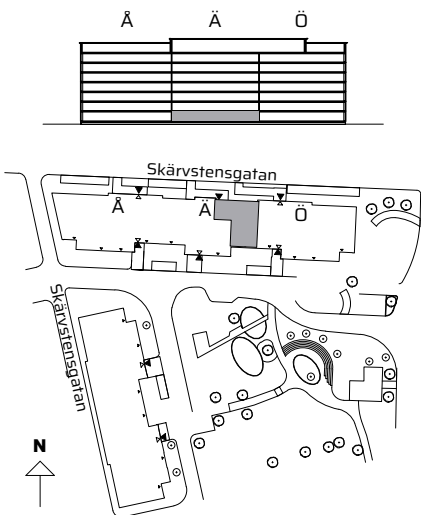 Å Ä Ö
Skärvstensgatan
Å Ä Ö
Skärvstensgatan
N